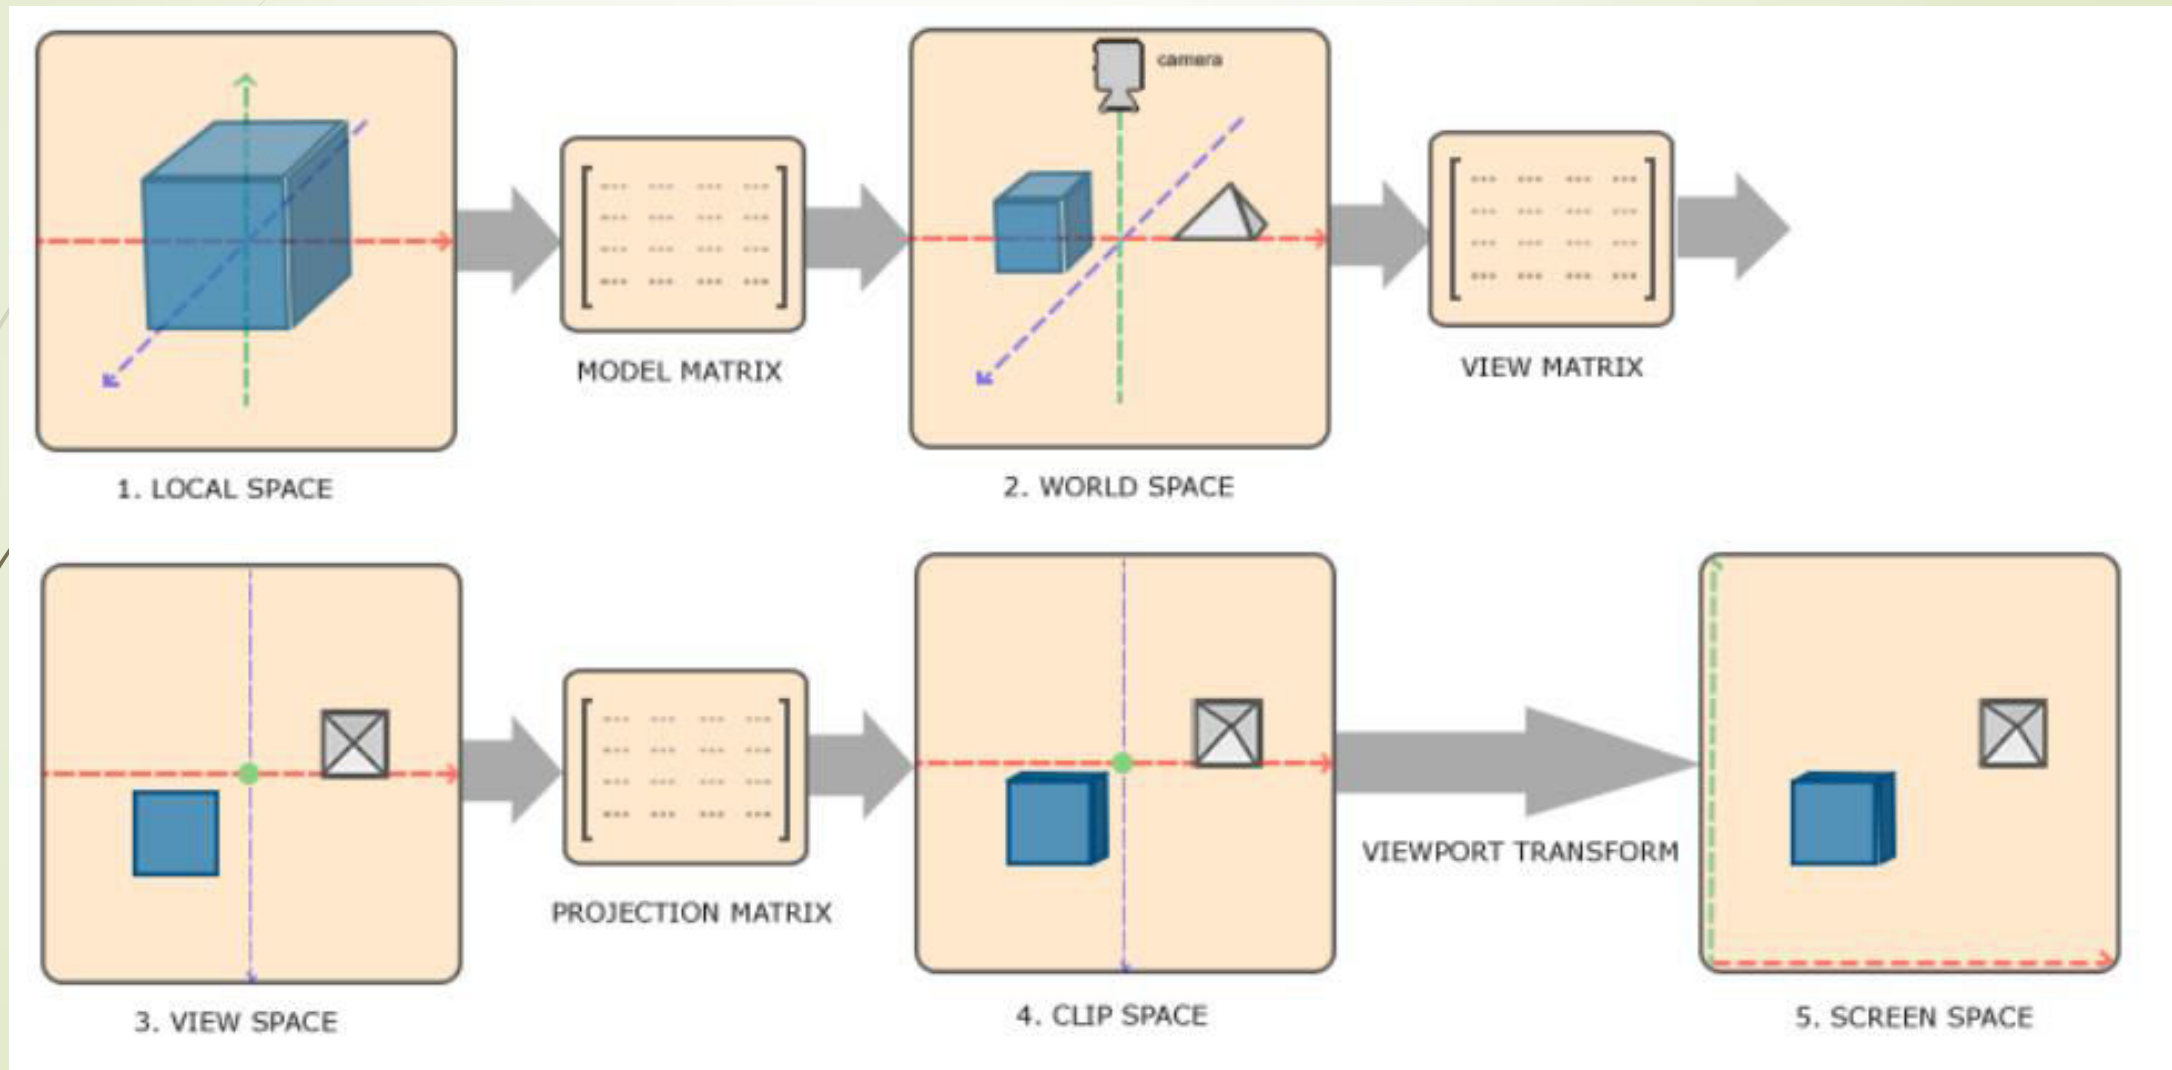 camera
MODEL MATRIX
VIEW MATRIX
1. LOCAL SPACE
2. WORLD SPACE
VIEWPORT TRANSFORM
PROJECTION MATRIX
3. VIEW SPACE
4. CLIP SPACE
5. SCREEN SPACE